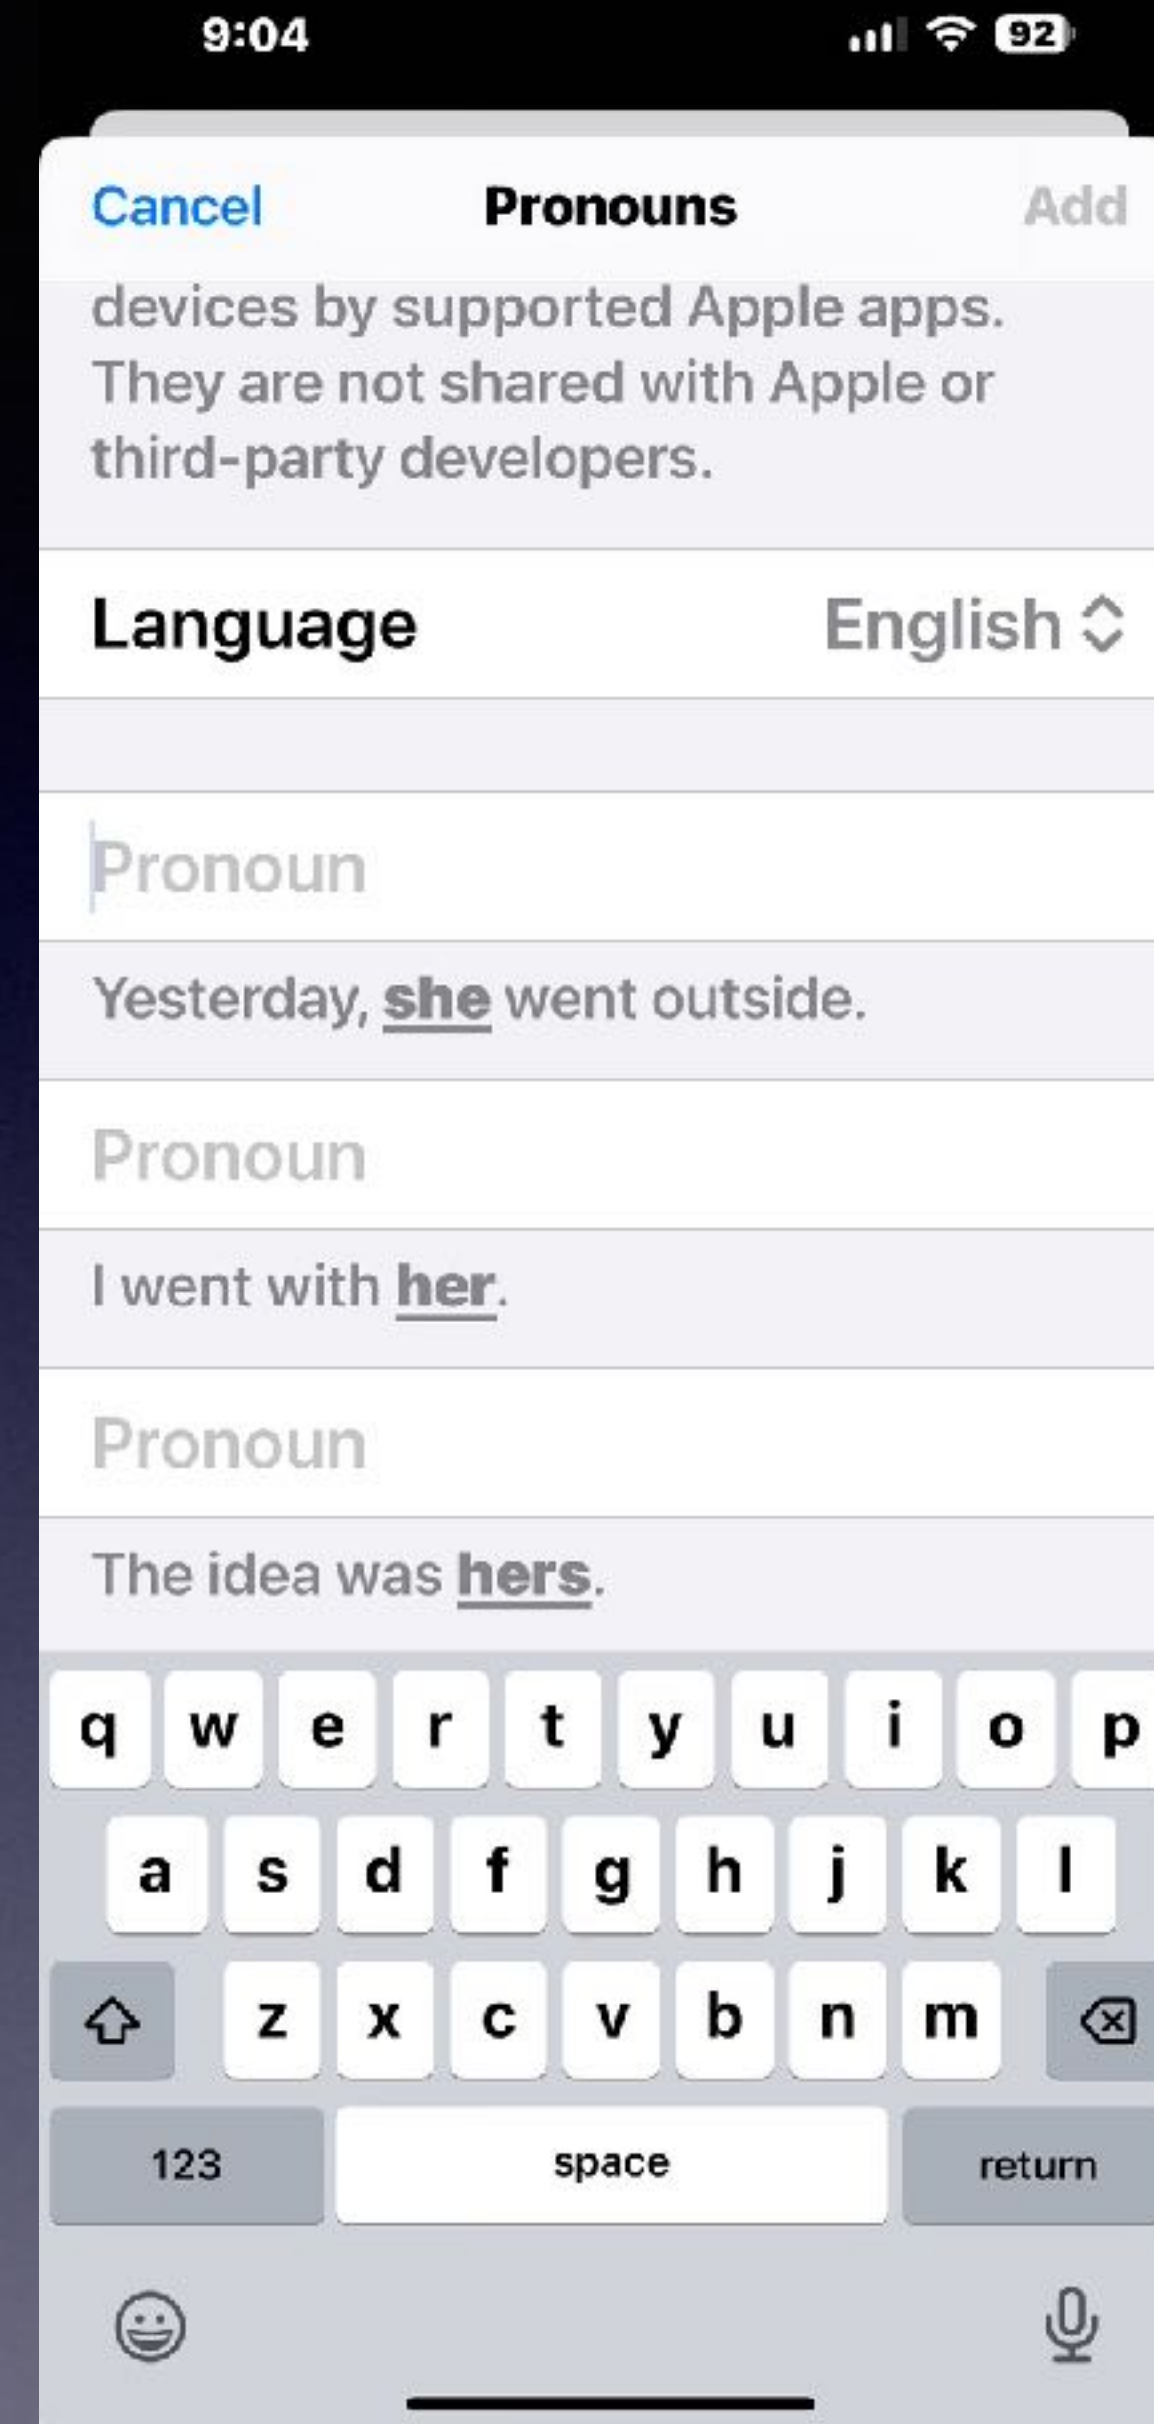 9:04
92
Cancel Pronouns Add
devices by supported Apple apps.
They are not shared with Apple or
third-party developers.
Language English
Pronoun
Yesterday, she went outside.
Pronoun
I went with her.
Pronoun
The idea was hers.
q w e r t y u i o p
a s d f g h j k l
z x c v b n m
123 space return